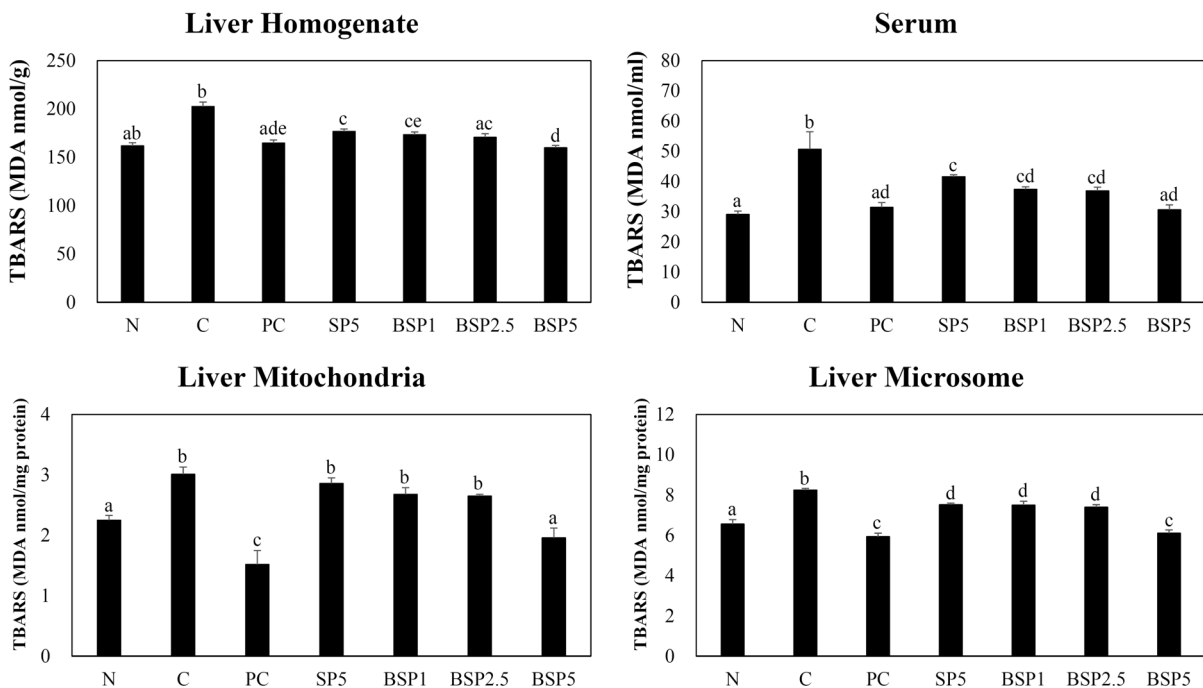 Liver Homogenate
TBARS (MDA nmol/g)
250
200
150
100
50
0
ab
b
ade
c
ce
ac
d
N C PC SP5 BSP1 BSP2.5 BSP5
Serum
TBARS (MDA nmol/ml)
80
70
60
50
40
30
20
10
0
a
b
ad
c
cd
cd
ad
N C PC SP5 BSP1 BSP2.5 BSP5
Liver Mitochondria
TBARS (MDA nmol/mg protein)
4
3
2
1
0
a
b
c
b
b
b
a
N C PC SP5 BSP1 BSP2.5 BSP5
Liver Microsome
TBARS (MDA nmol/mg protein)
12
10
8
6
4
2
0
a
b
c
d
d
d
c
N C PC SP5 BSP1 BSP2.5 BSP5